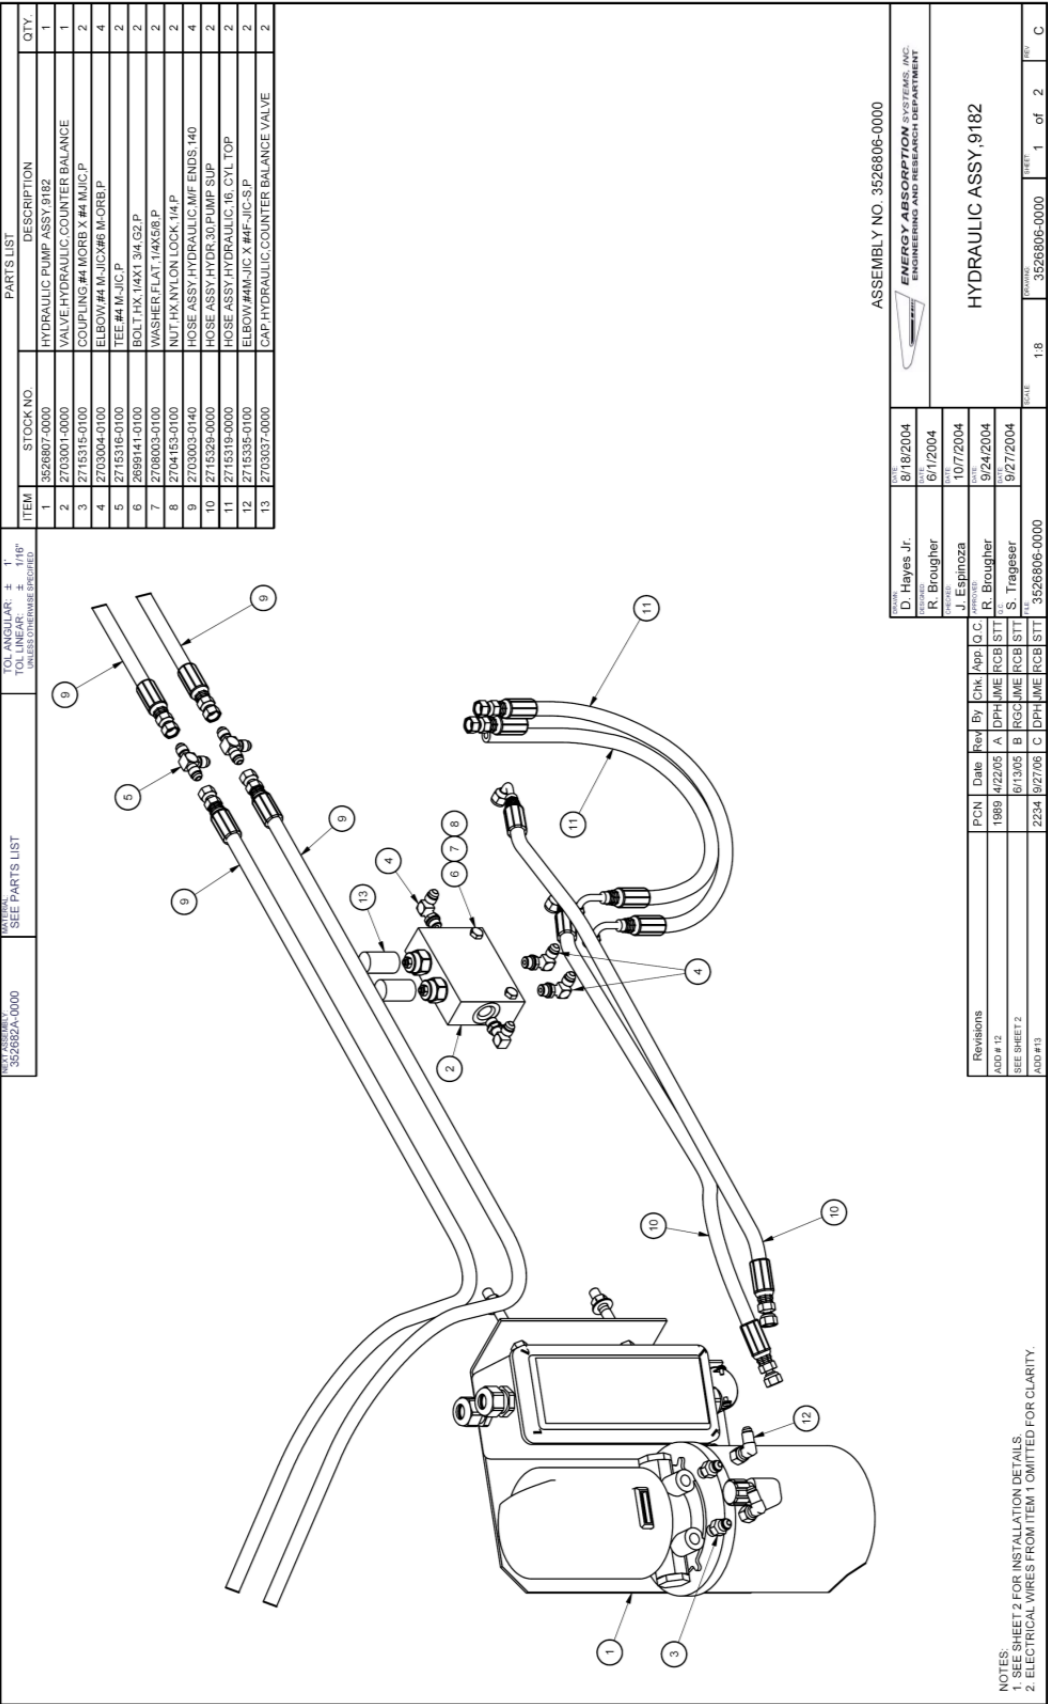 NEXT ASSEMBLY
352682A-0000
MATERIAL
SEE PARTS LIST
TOL ANGULAR: ± 1°
TOL LINEAR: ± 1/16"
UNLESS OTHERWISE SPECIFIED
PARTS LIST
ITEM STOCK NO. DESCRIPTION QTY.
1 3526807-0000 HYDRAULIC PUMP ASSY,9182 1
2 2703001-0000 VALVE,HYDRAULIC,COUNTER BALANCE 1
3 2715315-0100 COUPLING,#4 MORB X #4 MJIC,P 2
4 2703004-0100 ELBOW,#4 M-JICX#6 M-ORB,P 4
5 2715316-0100 TEE,#4 M-JIC,P 2
6 2699141-0100 BOLT,HX,1/4X1 3/4,G2,P 2
7 2708003-0100 WASHER,FLAT,1/4X5/8,P 2
8 2704153-0100 NUT,HX,NYLON LOCK,1/4,P 2
9 2703003-0140 HOSE ASSY,HYDRAULIC,M/F ENDS,140 4
10 2715329-0000 HOSE ASSY,HYDR,30,PUMP SUP 2
11 2715319-0000 HOSE ASSY,HYDRAULIC,16, CYL TOP 2
12 2715335-0100 ELBOW,#4M-JIC X #4F-JIC-S,P 2
13 2703037-0000 CAP,HYDRAULIC,COUNTER BALANCE VALVE 2
9
9
5
9
9
4
13
6 7 8
2
4
11
11
10
10
12
1
3
ASSEMBLY NO. 3526806-0000
NOTES:
1. SEE SHEET 2 FOR INSTALLATION DETAILS.
2. ELECTRICAL WIRES FROM ITEM 1 OMITTED FOR CLARITY.
Revisions PCN Date Rev By Chk. App. Q.C.
ADD # 12 1989 4/22/05 A DPH JME RCB STT
SEE SHEET 2 6/13/05 B RGC JME RCB STT
ADD #13 2234 9/27/06 C DPH JME RCB STT
DRAWN: D. Hayes Jr. DATE: 8/18/2004
DESIGNED: R. Brougher DATE: 6/1/2004
CHECKED: J. Espinoza DATE: 10/7/2004
APPROVED: R. Brougher DATE: 9/24/2004
Q.C. S. Trageser DATE: 9/27/2004
FILE 3526806-0000
ENERGY ABSORPTION SYSTEMS, INC.
ENGINEERING AND RESEARCH DEPARTMENT
HYDRAULIC ASSY,9182
SCALE 1:8
DRAWING 3526806-0000
SHEET 1 of 2
REV C